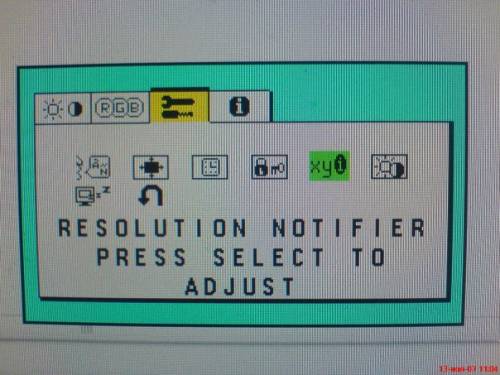 RGB
xy
RESOLUTION NOTIFIER
PRESS SELECT TO
ADJUST